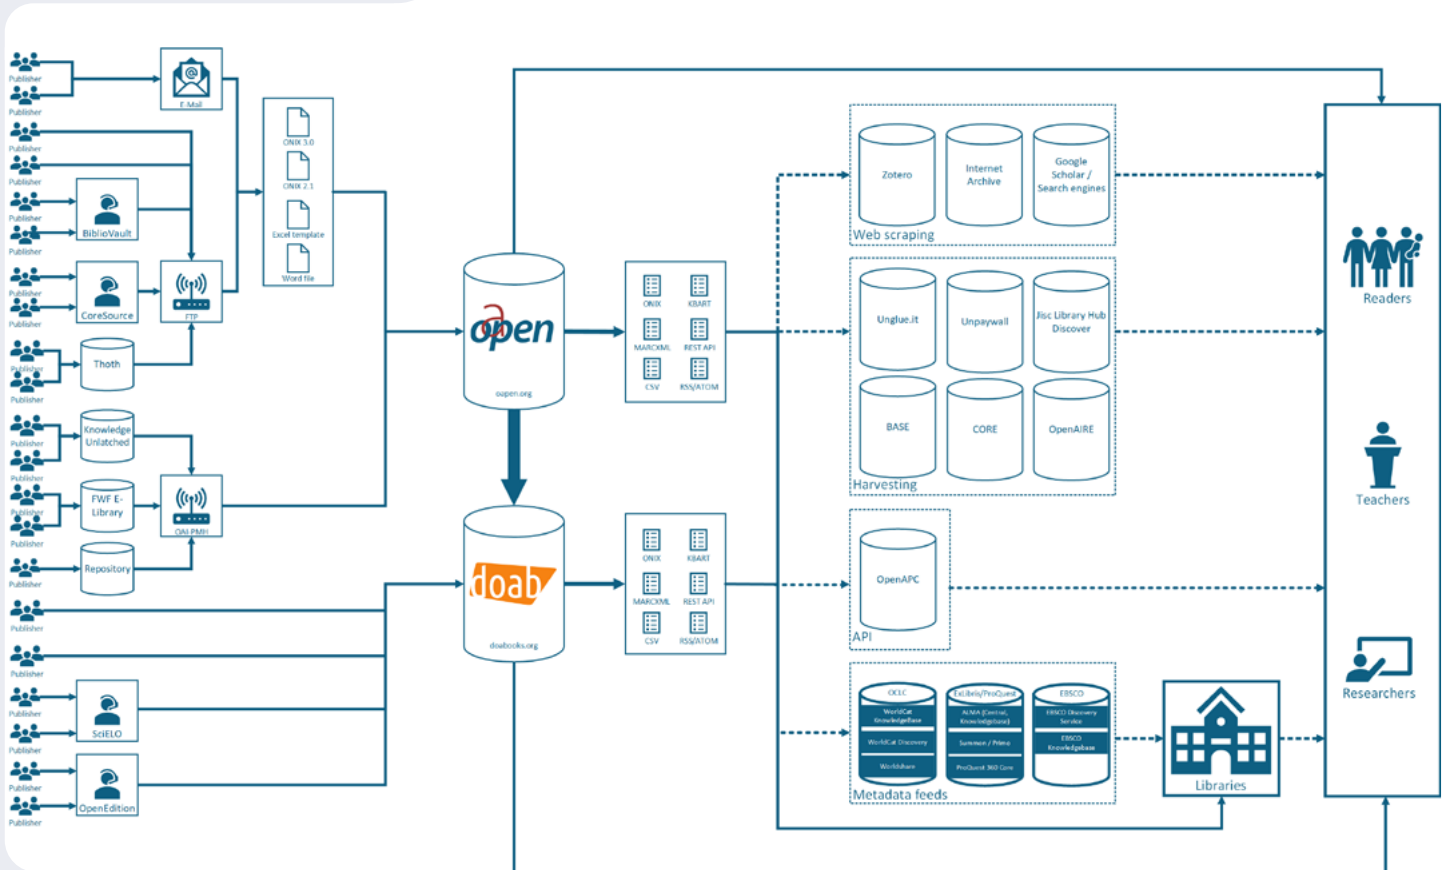 Publisher
Publisher
E-Mail
Publisher
Publisher
Publisher
BiblioVault
Publisher
Publisher
CoreSource
Publisher
FTP
Publisher
Thoth
Publisher
Publisher
Knowledge
Unlatched
Publisher
Publisher
FWF E-
Library
Publisher
OAI-PMH
Repository
Publisher
Publisher
Publisher
Publisher
SciELO
Publisher
Publisher
OpenEdition
Publisher
ONIX 3.0
ONIX 2.1
Excel template
Word file
oapen
oapen.org
doab
doabooks.org
ONIX
KBART
MARCXML
REST API
CSV
RSS/ATOM
ONIX
KBART
MARCXML
REST API
CSV
RSS/ATOM
Zotero
Internet
Archive
Google
Scholar /
Search engines
Web scraping
Unglue.it
Unpaywall
Jisc Library Hub
Discover
BASE
CORE
OpenAIRE
Harvesting
OpenAPC
API
OCLC
WorldCat
KnowledgeBase
WorldCat Discovery
Worldshare
ExLibris/ProQuest
ALMA (Central,
Knowledgebase)
Summon / Primo
ProQuest 360 Core
EBSCO
EBSCO Discovery
Service
EBSCO
Knowledgebase
Metadata feeds
Libraries
Readers
Teachers
Researchers